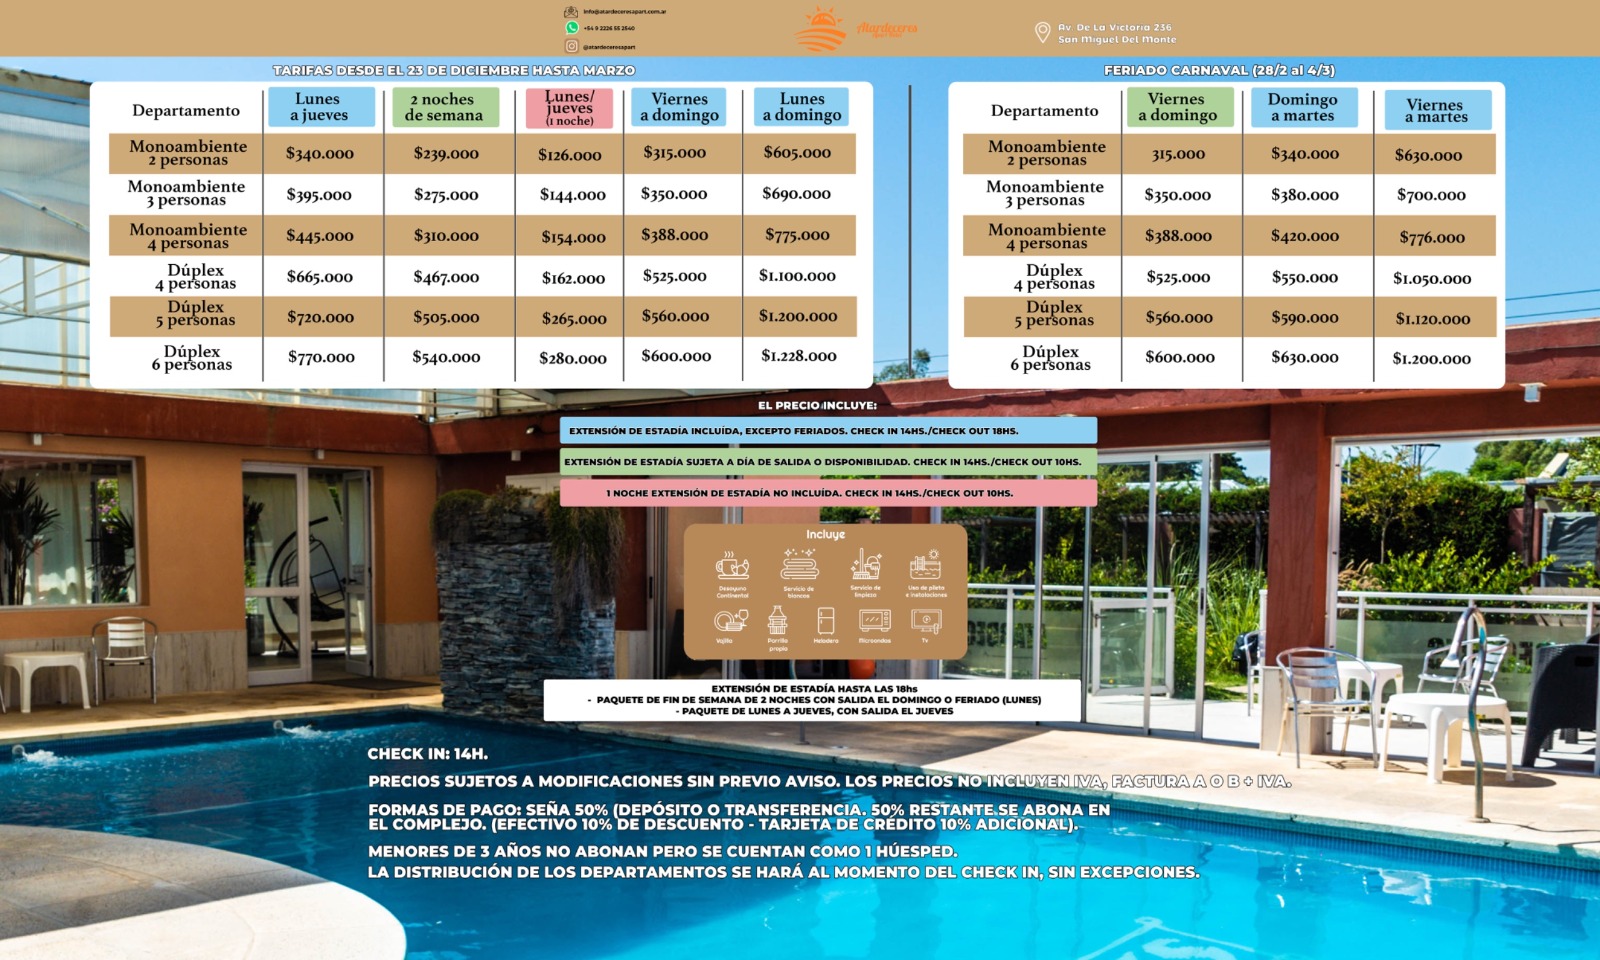 info@atardeceresapart.com.ar
+54 9 2226 55 2540
@atardeceresapart
Atardeceres
Av. De La Victoria 236
San Miguel Del Monte
TARIFAS DESDE EL 23 DE DICIEMBRE HASTA MARZO
Departamento
Lunes
a jueves
2 noches
de semana
Lunes/
jueves
(1 noche)
Viernes
a domingo
Lunes
a domingo
Monoambiente
2 personas
$340.000 $239.000 $126.000 $315.000 $605.000
Monoambiente
3 personas
$395.000 $275.000 $144.000 $350.000 $690.000
Monoambiente
4 personas
$445.000 $310.000 $154.000 $388.000 $775.000
Dúplex
4 personas
$665.000 $467.000 $162.000 $525.000 $1.100.000
Dúplex
5 personas
$720.000 $505.000 $265.000 $560.000 $1.200.000
Dúplex
6 personas
$770.000 $540.000 $280.000 $600.000 $1.228.000
FERIADO CARNAVAL (28/2 al 4/3)
Departamento
Viernes
a domingo
Domingo
a martes
Viernes
a martes
Monoambiente
2 personas
315.000 $340.000 $630.000
Monoambiente
3 personas
$350.000 $380.000 $700.000
Monoambiente
4 personas
$388.000 $420.000 $776.000
Dúplex
4 personas
$525.000 $550.000 $1.050.000
Dúplex
5 personas
$560.000 $590.000 $1.120.000
Dúplex
6 personas
$600.000 $630.000 $1.200.000
EL PRECIO INCLUYE:
EXTENSIÓN DE ESTADÍA INCLUÍDA, EXCEPTO FERIADOS. CHECK IN 14HS./CHECK OUT 18HS.
EXTENSIÓN DE ESTADÍA SUJETA A DÍA DE SALIDA O DISPONIBILIDAD. CHECK IN 14HS./CHECK OUT 10HS.
1 NOCHE EXTENSIÓN DE ESTADÍA NO INCLUÍDA. CHECK IN 14HS./CHECK OUT 10HS.
Incluye
Desayuno
Continental
Servicio de
blancos
Servicio de
limpieza
Uso de pileta
e instalaciones
Vajilla
Parrilla
propia
Heladera
Microondas
Tv
EXTENSIÓN DE ESTADÍA HASTA LAS 18hs
- PAQUETE DE FIN DE SEMANA DE 2 NOCHES CON SALIDA EL DOMINGO O FERIADO (LUNES)
- PAQUETE DE LUNES A JUEVES, CON SALIDA EL JUEVES
CHECK IN: 14H.
PRECIOS SUJETOS A MODIFICACIONES SIN PREVIO AVISO. LOS PRECIOS NO INCLUYEN IVA, FACTURA A O B + IVA.
FORMAS DE PAGO: SEÑA 50% (DEPÓSITO O TRANSFERENCIA. 50% RESTANTE SE ABONA EN
EL COMPLEJO. (EFECTIVO 10% DE DESCUENTO - TARJETA DE CRÉDITO 10% ADICIONAL).
MENORES DE 3 AÑOS NO ABONAN PERO SE CUENTAN COMO 1 HÚESPED.
LA DISTRIBUCIÓN DE LOS DEPARTAMENTOS SE HARÁ AL MOMENTO DEL CHECK IN, SIN EXCEPCIONES.